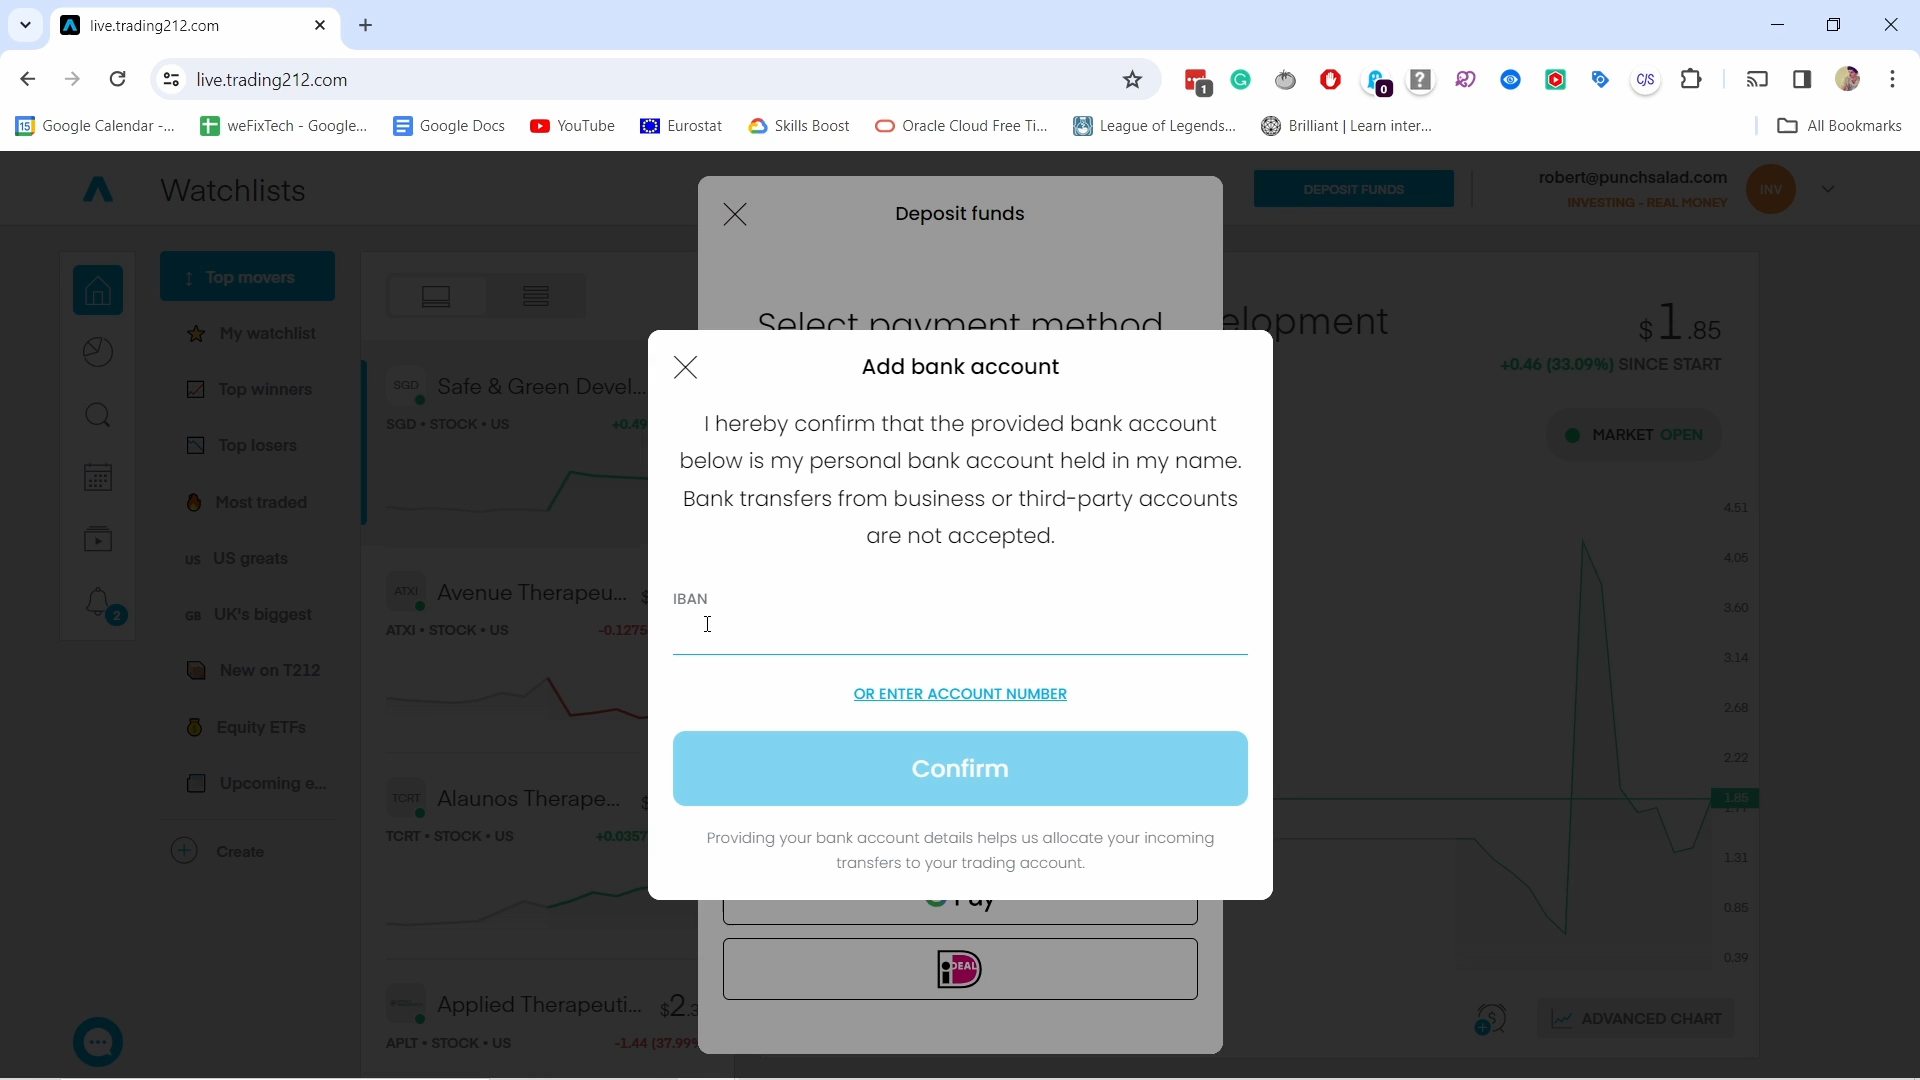 live.trading212.com
live.trading212.com
1
0
?
C/S
15
Google Calendar -...
weFixTech - Google...
Google Docs
YouTube
Eurostat
Skills Boost
Oracle Cloud Free Ti...
League of Legends...
Brilliant | Learn inter...
All Bookmarks
Watchlists
DEPOSIT FUNDS
robert@punchsalad.com
INVESTING - REAL MONEY
INV
Top movers
My watchlist
Top winners
Top losers
Most traded
US US greats
GB UK's biggest
New on T212
Equity ETFs
Upcoming e...
Create
2
SGD
Safe & Green Devel...
SGD • STOCK • US
+0.49
ATXI
Avenue Therapeu...
ATXI • STOCK • US
-0.1275
TCRT
Alaunos Therape...
TCRT • STOCK • US
+0.0357
Applied Therapeuti...
$2.3
APLT • STOCK • US
-1.44 (37.99%
Deposit funds
Select payment method
Add bank account
I hereby confirm that the provided bank account
below is my personal bank account held in my name.
Bank transfers from business or third-party accounts
are not accepted.
IBAN
OR ENTER ACCOUNT NUMBER
Confirm
Providing your bank account details helps us allocate your incoming
transfers to your trading account.
Pay
iDEAL
elopment
$1.85
+0.46 (33.09%) SINCE START
MARKET OPEN
4.51
4.05
3.60
3.14
2.68
2.22
1.85
1.31
0.85
0.39
ADVANCED CHART